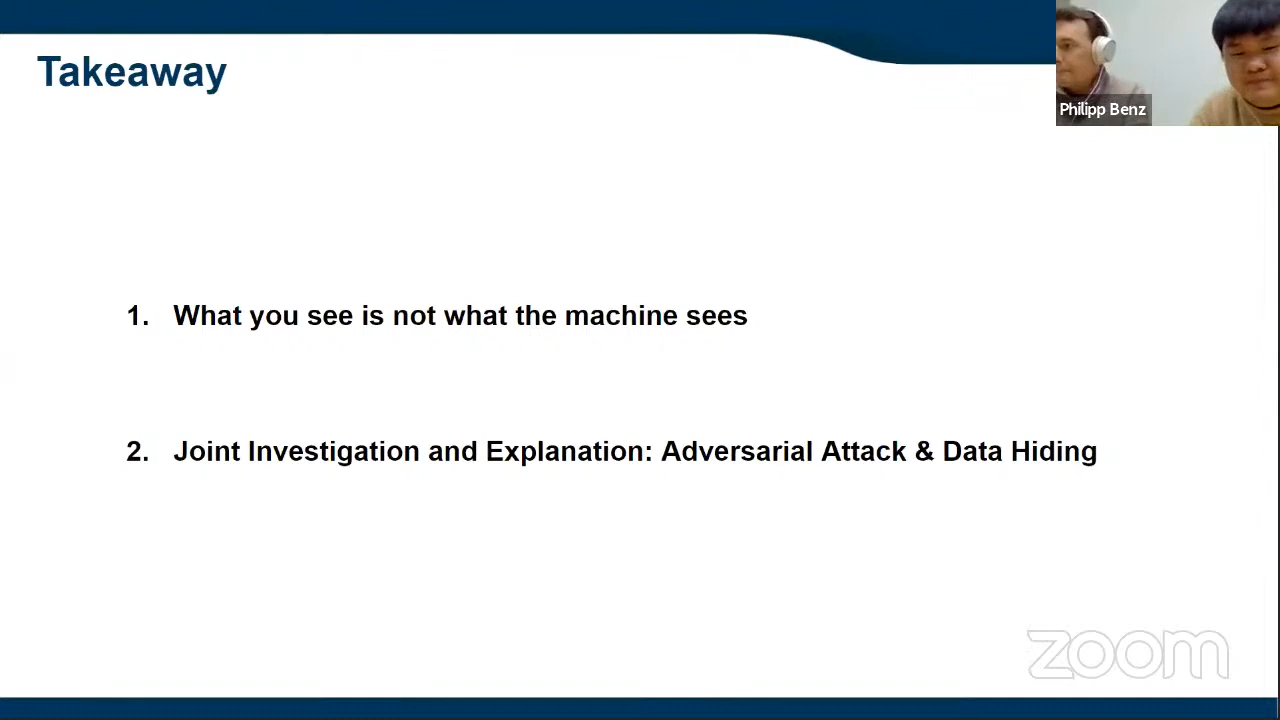 Takeaway
Philipp Benz
1. What you see is not what the machine sees
2. Joint Investigation and Explanation: Adversarial Attack & Data Hiding
zoom